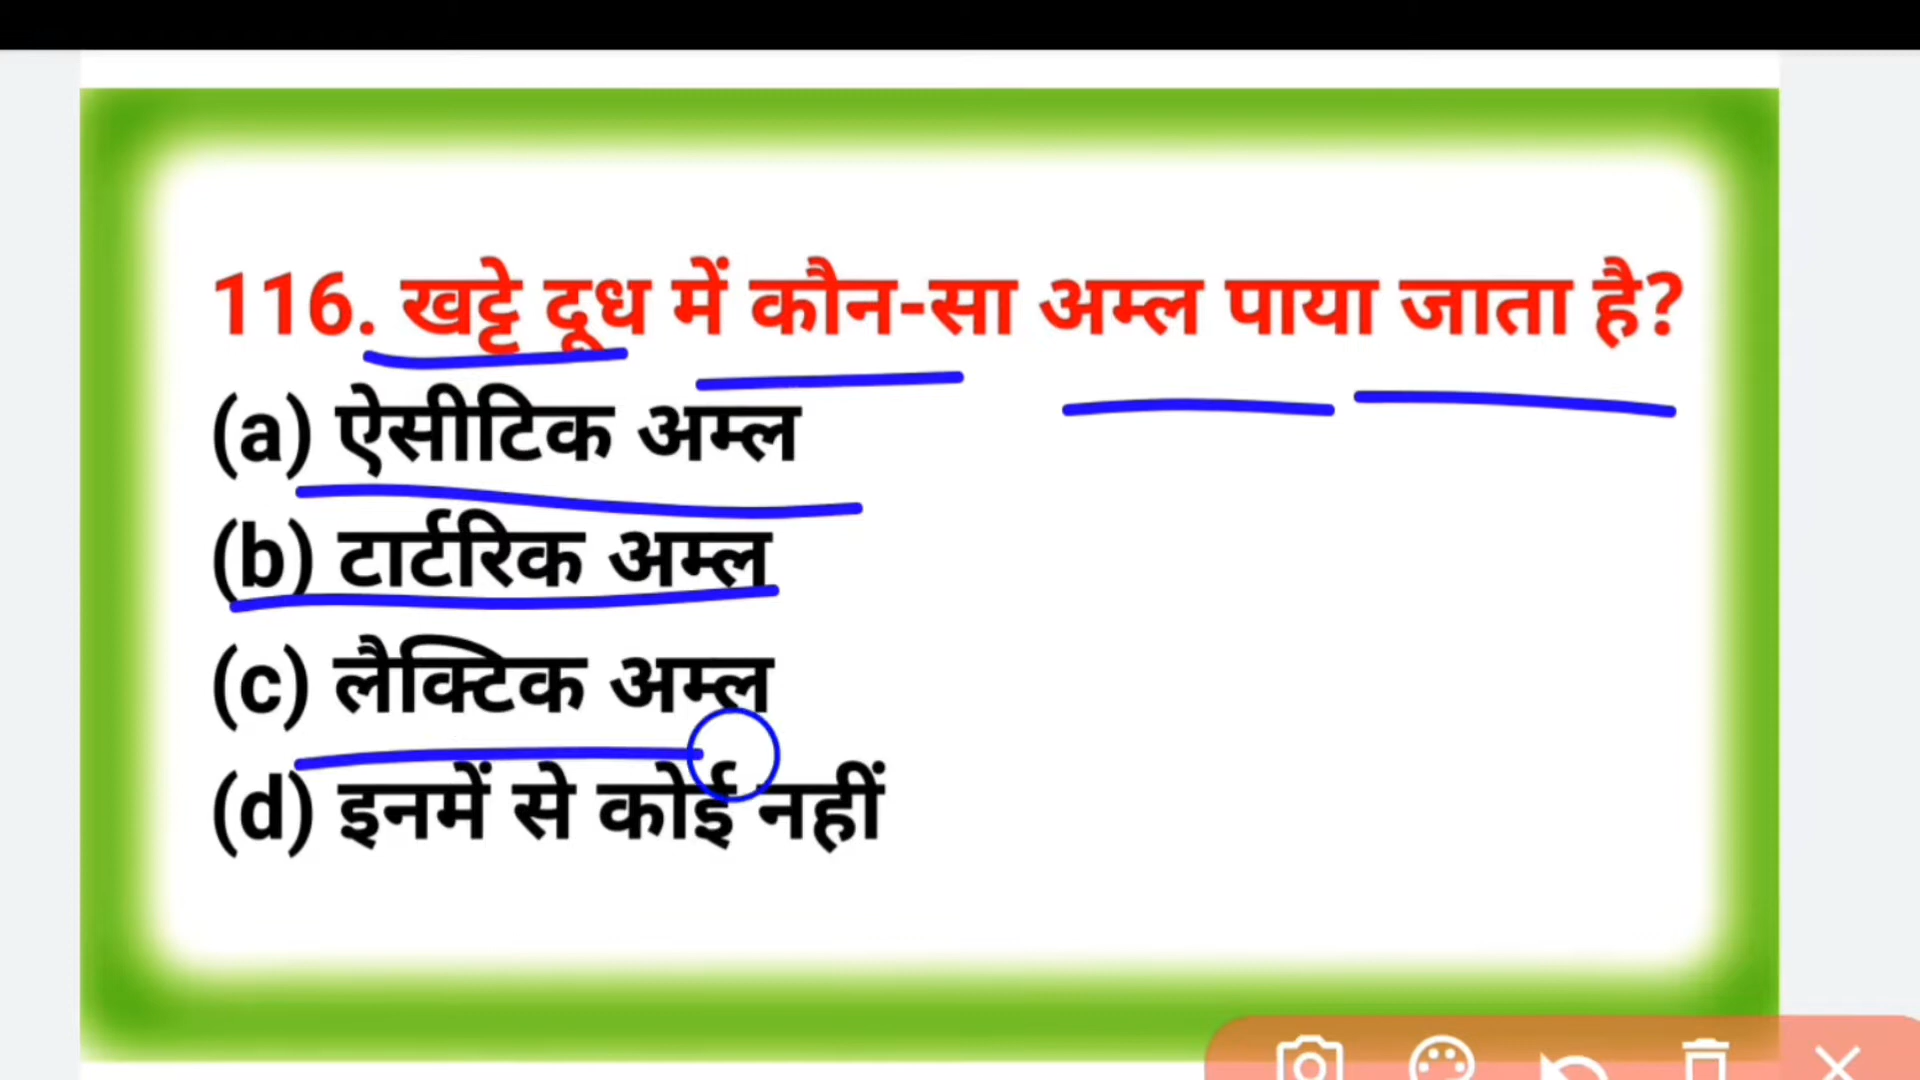 116. खट्टे दूध में कौन-सा अम्ल पाया जाता है?
(a) ऐसीटिक अम्ल
(b) टार्टरिक अम्ल
(c) लैक्टिक अम्ल
(d) इनमें से कोई नहीं